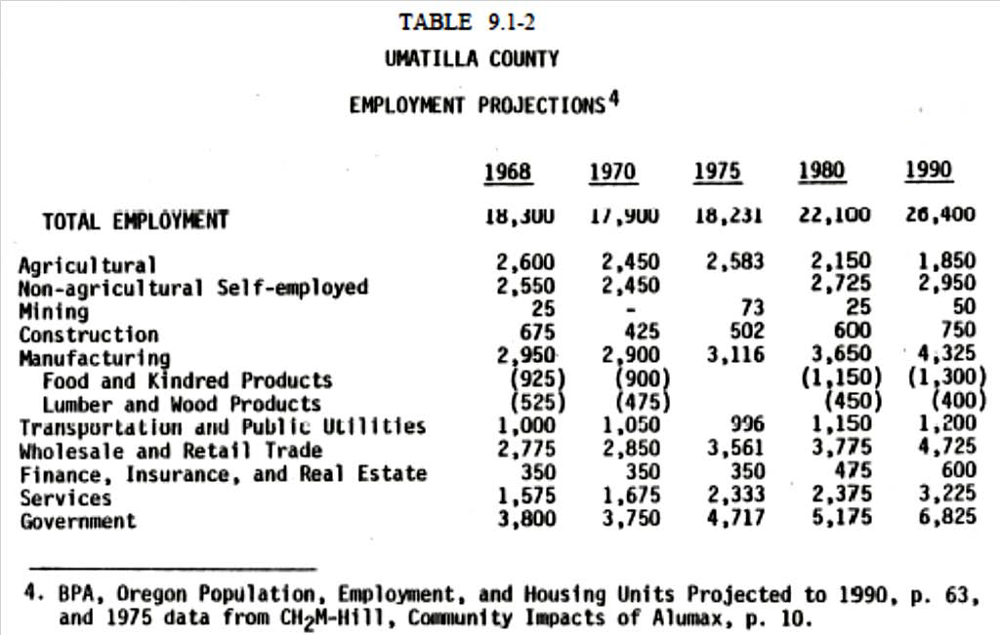 TABLE 9.1-2
UMATILLA COUNTY
EMPLOYMENT PROJECTIONS4
1968 1970 1975 1980 1990
TOTAL EMPLOYMENT 18,300 17,900 18,231 22,100 26,400
Agricultural 2,600 2,450 2,583 2,150 1,850
Non-agricultural Self-employed 2,550 2,450 2,725 2,950
Mining 25 - 73 25 50
Construction 675 425 502 600 750
Manufacturing 2,950 2,900 3,116 3,650 4,325
Food and Kindred Products (925) (900) (1,150) (1,300)
Lumber and Wood Products (525) (475) (450) (400)
Transportation and Public Utilities 1,000 1,050 996 1,150 1,200
Wholesale and Retail Trade 2,775 2,850 3,561 3,775 4,725
Finance, Insurance, and Real Estate 350 350 350 475 600
Services 1,575 1,675 2,333 2,375 3,225
Government 3,800 3,750 4,717 5,175 6,825
4. BPA, Oregon Population, Employment, and Housing Units Projected to 1990, p. 63,
and 1975 data from CH2M-Hill, Community Impacts of Alumax, p. 10.